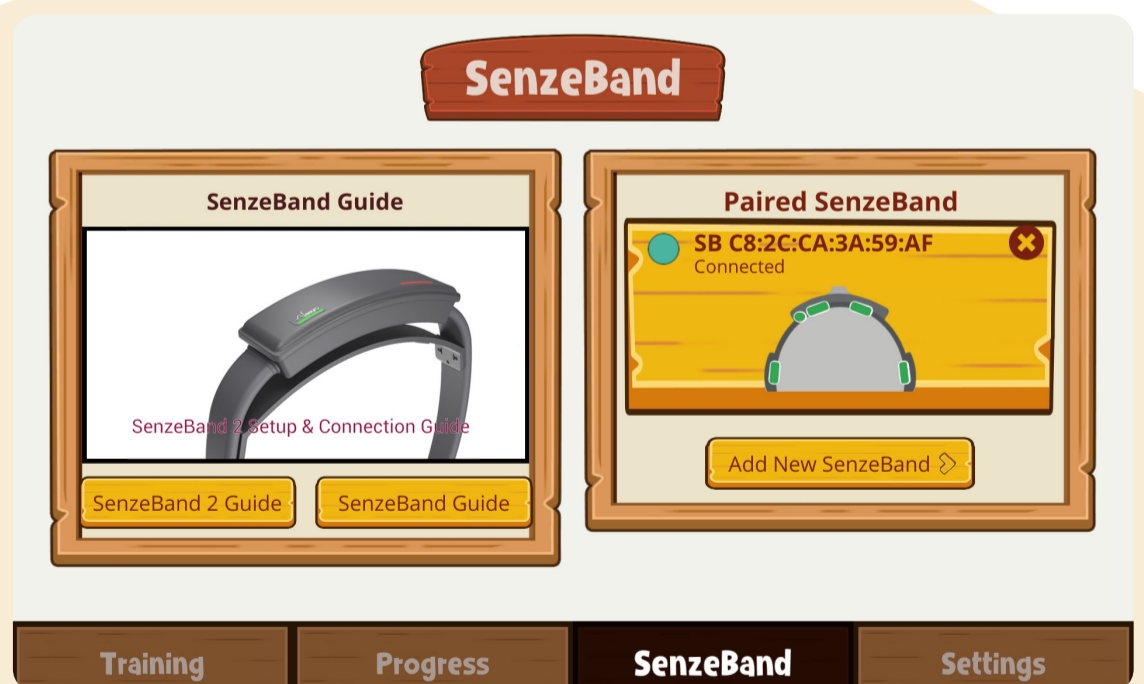 SenzeBand
SenzeBand Guide
SenzeBand 2 Setup & Connection Guide
SenzeBand 2 Guide
SenzeBand Guide
Paired SenzeBand
SB C8:2C:CA:3A:59:AF
Connected
Add New SenzeBand
Training
Progress
SenzeBand
Settings